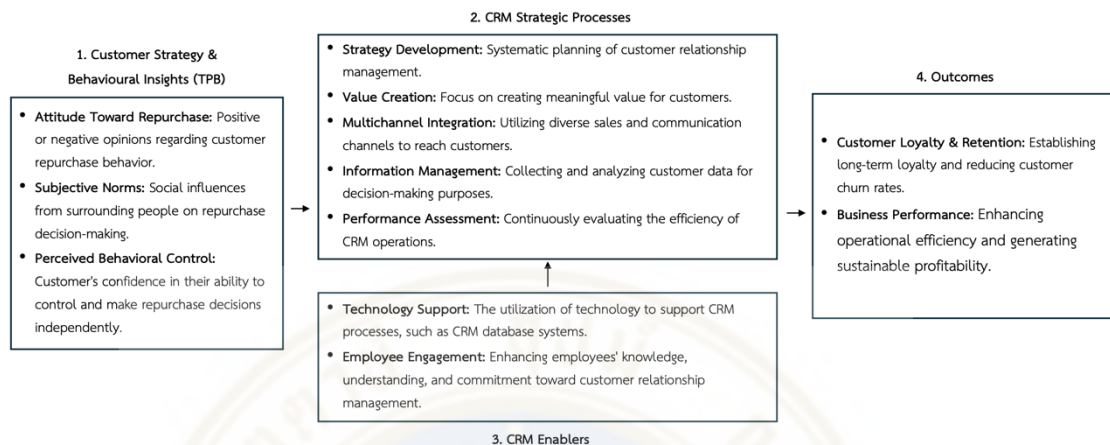 1. Customer Strategy &
Behavioural Insights (TPB)
• Attitude Toward Repurchase: Positive
or negative opinions regarding customer
repurchase behavior.
• Subjective Norms: Social influences
from surrounding people on repurchase
decision-making.
• Perceived Behavioral Control:
Customer's confidence in their ability to
control and make repurchase decisions
independently.
2. CRM Strategic Processes
• Strategy Development: Systematic planning of customer relationship
management.
• Value Creation: Focus on creating meaningful value for customers.
• Multichannel Integration: Utilizing diverse sales and communication
channels to reach customers.
• Information Management: Collecting and analyzing customer data for
decision-making purposes.
• Performance Assessment: Continuously evaluating the efficiency of
CRM operations.
• Technology Support: The utilization of technology to support CRM
processes, such as CRM database systems.
• Employee Engagement: Enhancing employees' knowledge,
understanding, and commitment toward customer relationship
management.
3. CRM Enablers
4. Outcomes
• Customer Loyalty & Retention: Establishing
long-term loyalty and reducing customer
churn rates.
• Business Performance: Enhancing
operational efficiency and generating
sustainable profitability.